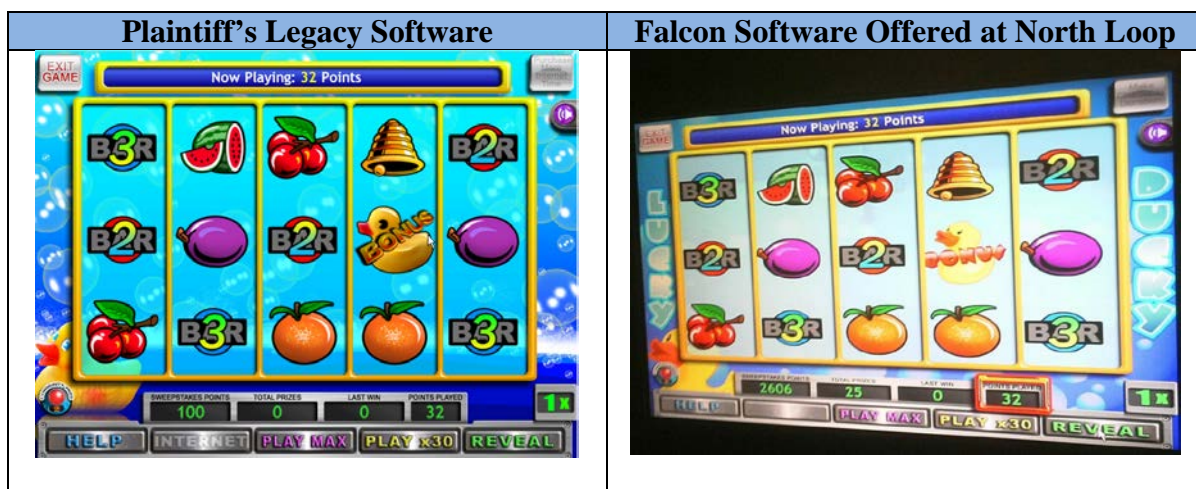 Plaintiff's Legacy Software
EXIT GAME
Now Playing: 32 Points
Purchase More Internet Time
B3R
B2R
B2R
B2R
BONUS
B3R
B3R
SWEEPSTAKES POINTS
TOTAL PRIZES
LAST WIN
POINTS PLAYED
100
0
0
32
1x
HELP
INTERNET
PLAY MAX
PLAY x30
REVEAL
Falcon Software Offered at North Loop
EXIT GAME
Now Playing: 32 Points
LUCKY
DUCKY
B3R
B2R
B2R
B2R
BONUS
B3R
B3R
SWEEPSTAKES POINTS
TOTAL PRIZES
LAST WIN
POINTS PLAYED
2606
25
0
32
1x
HELP
PLAY MAX
PLAY x30
REVEAL